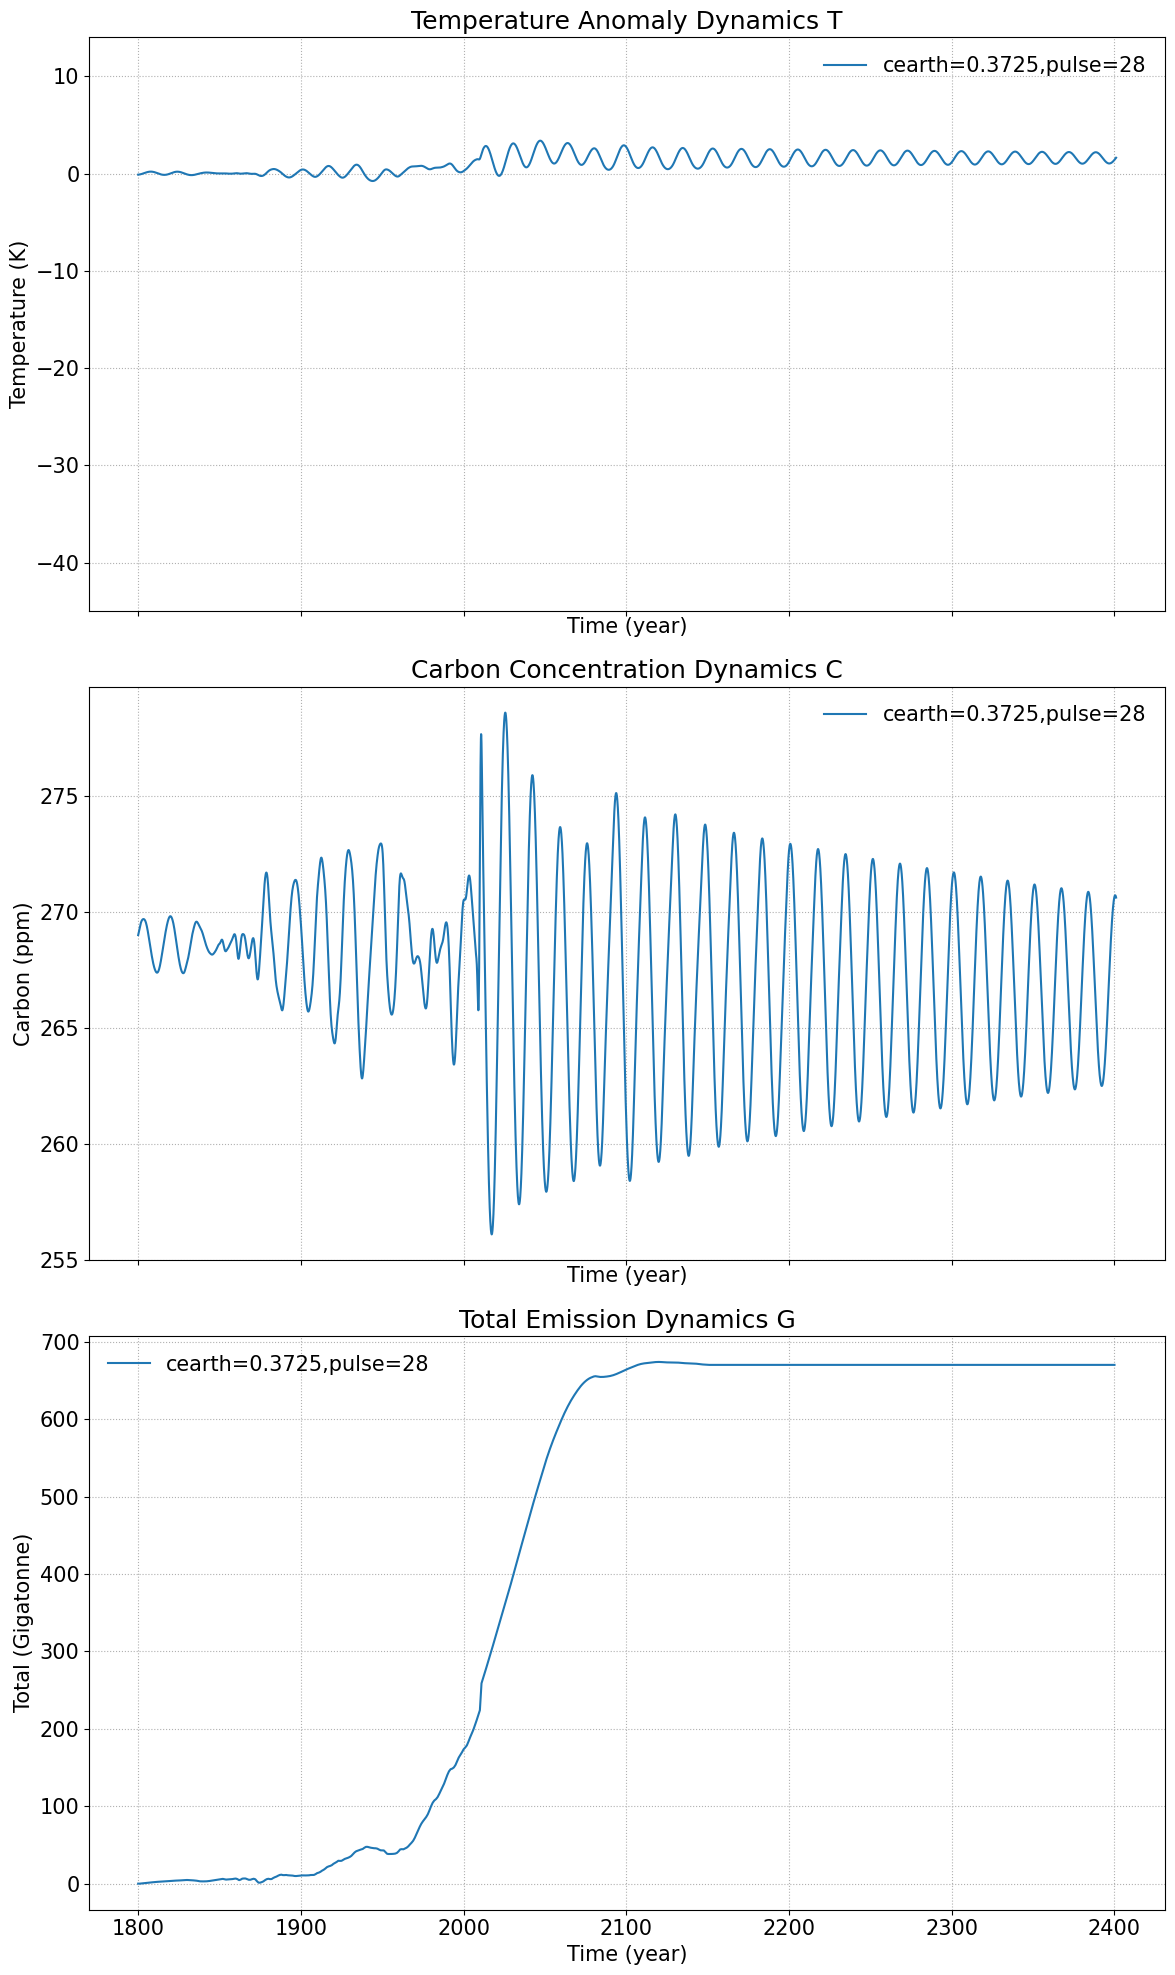 Temperature Anomaly Dynamics T
cearth=0.3725,pulse=28
10
0
−10
−20
−30
−40
Temperature (K)
Time (year)
Carbon Concentration Dynamics C
cearth=0.3725,pulse=28
275
270
265
260
255
Carbon (ppm)
Time (year)
Total Emission Dynamics G
cearth=0.3725,pulse=28
700
600
500
400
300
200
100
0
Total (Gigatonne)
1800 1900 2000 2100 2200 2300 2400
Time (year)